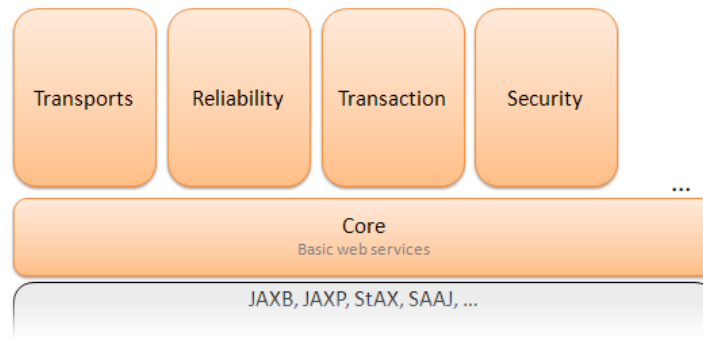 Transports
Reliability
Transaction
Security
...
Core
Basic web services
JAXB, JAXP, StAX, SAAJ, ...